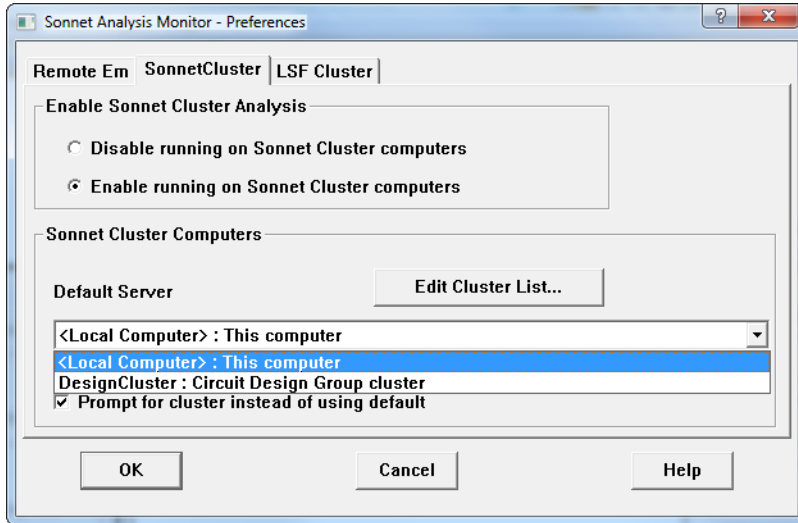 Sonnet Analysis Monitor - Preferences
Remote Em SonnetCluster LSF Cluster
Enable Sonnet Cluster Analysis
Disable running on Sonnet Cluster computers
Enable running on Sonnet Cluster computers
Sonnet Cluster Computers
Default Server
Edit Cluster List...
<Local Computer> : This computer
<Local Computer> : This computer
DesignCluster : Circuit Design Group cluster
Prompt for cluster instead of using default
OK Cancel Help